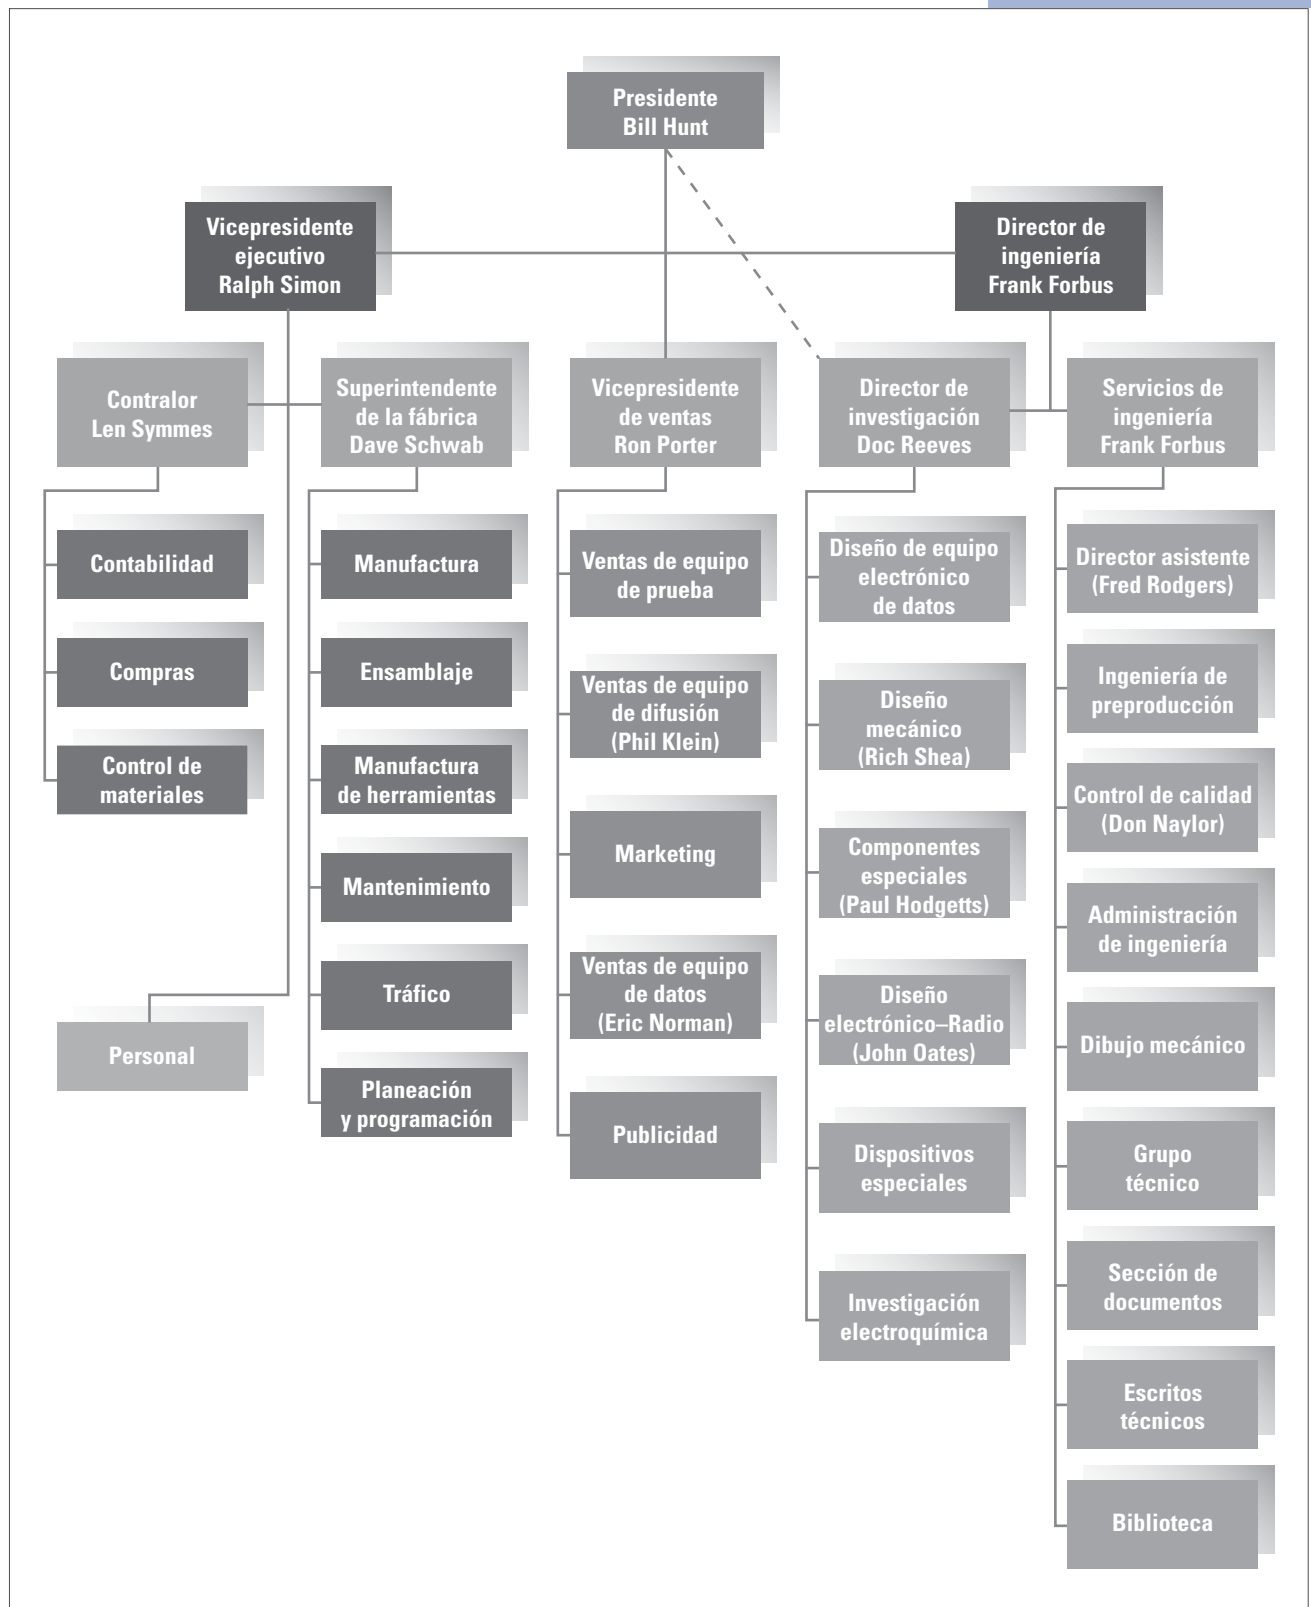 Presidente
Bill Hunt
Vicepresidente
ejecutivo
Ralph Simon
Director de
ingeniería
Frank Forbus
Contralor
Len Symmes
Superintendente
de la fábrica
Dave Schwab
Vicepresidente
de ventas
Ron Porter
Director de
investigación
Doc Reeves
Servicios de
ingeniería
Frank Forbus
Contabilidad
Compras
Control de
materiales
Personal
Manufactura
Ensamblaje
Manufactura
de herramientas
Mantenimiento
Tráfico
Planeación
y programación
Ventas de equipo
de prueba
Ventas de equipo
de difusión
(Phil Klein)
Marketing
Ventas de equipo
de datos
(Eric Norman)
Publicidad
Diseño de equipo
electrónico
de datos
Diseño
mecánico
(Rich Shea)
Componentes
especiales
(Paul Hodgetts)
Diseño
electrónico–Radio
(John Oates)
Dispositivos
especiales
Investigación
electroquímica
Director asistente
(Fred Rodgers)
Ingeniería de
preproducción
Control de calidad
(Don Naylor)
Administración
de ingeniería
Dibujo mecánico
Grupo
técnico
Sección de
documentos
Escritos
técnicos
Biblioteca